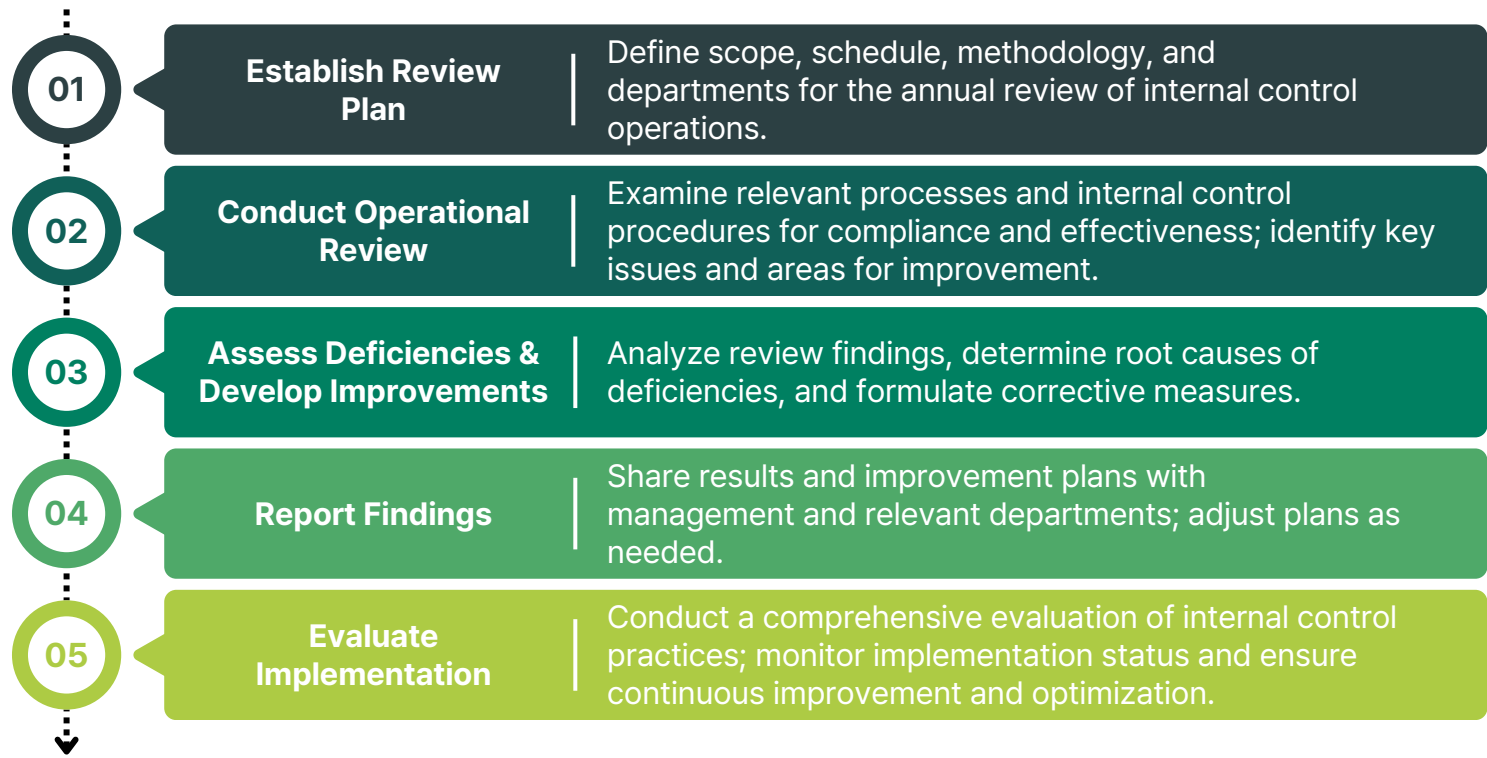 01
Establish Review
Plan
Define scope, schedule, methodology, and
departments for the annual review of internal control
operations.
02
Conduct Operational
Review
Examine relevant processes and internal control
procedures for compliance and effectiveness; identify key
issues and areas for improvement.
03
Assess Deficiencies &
Develop Improvements
Analyze review findings, determine root causes of
deficiencies, and formulate corrective measures.
04
Report Findings
Share results and improvement plans with
management and relevant departments; adjust plans as
needed.
05
Evaluate
Implementation
Conduct a comprehensive evaluation of internal control
practices; monitor implementation status and ensure
continuous improvement and optimization.